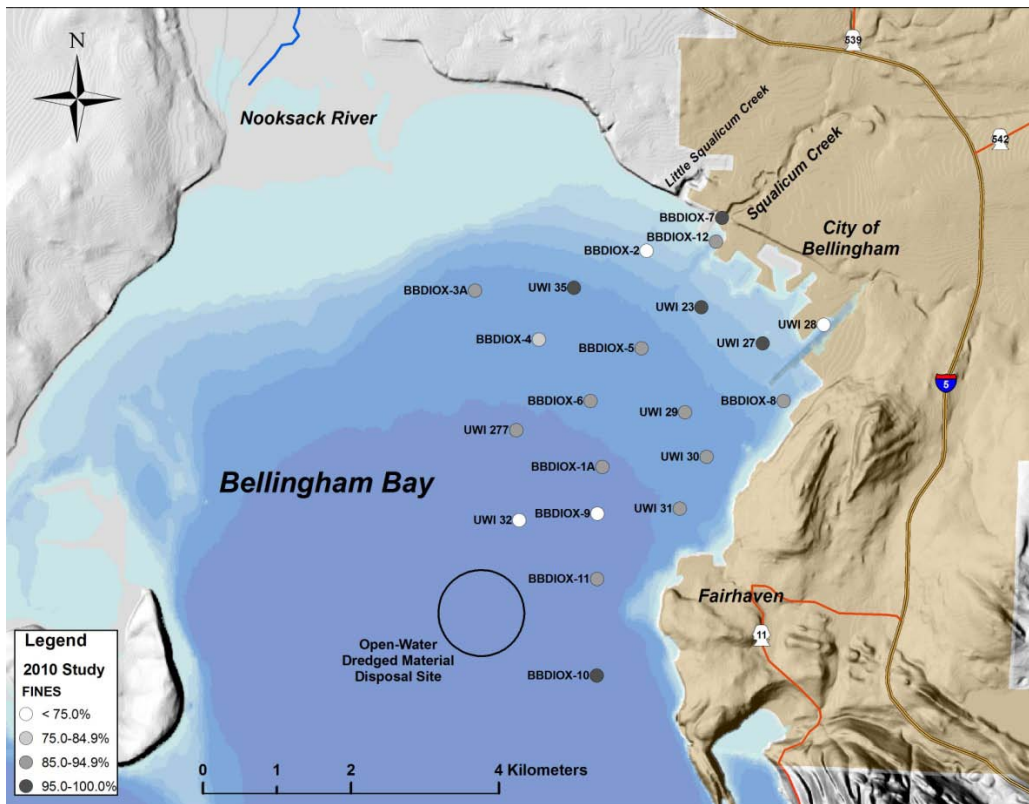 N
539
542
Nooksack River
Little Squalicum Creek
Squalicum Creek
BBDIOX-7
BBDIOX-12
City of
Bellingham
BBDIOX-2
BBDIOX-3A
UWI 35
UWI 23
UWI 28
BBDIOX-4
BBDIOX-5
UWI 27
5
BBDIOX-6
UWI 29
BBDIOX-8
UWI 277
UWI 30
BBDIOX-1A
Bellingham Bay
UWI 32
BBDIOX-9
UWI 31
BBDIOX-11
Fairhaven
11
Open-Water
Dredged Material
Disposal Site
BBDIOX-10
Legend
2010 Study
FINES
< 75.0%
75.0-84.9%
85.0-94.9%
95.0-100.0%
0 1 2 4 Kilometers